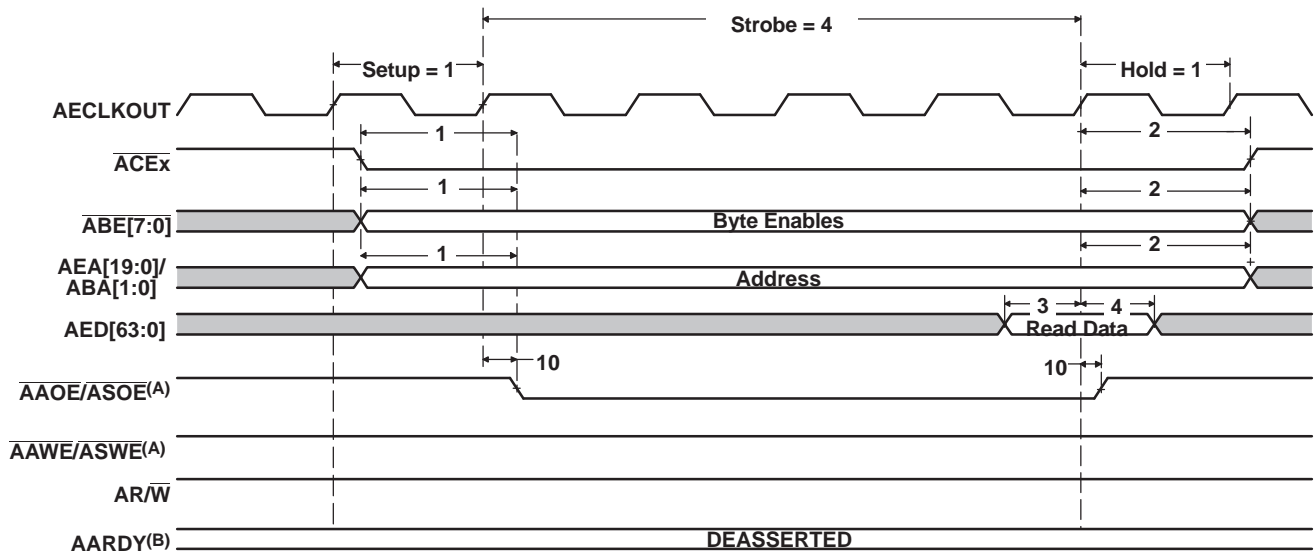 Strobe = 4
Setup = 1
Hold = 1
AECLKOUT
1
2
ACEx
1
2
ABE[7:0]
Byte Enables
1
2
AEA[19:0]/
ABA[1:0]
Address
3
4
AED[63:0]
Read Data
10
10
AAOE/ASOE(A)
AAWE/ASWE(A)
AR/W
AARDY(B)
DEASSERTED